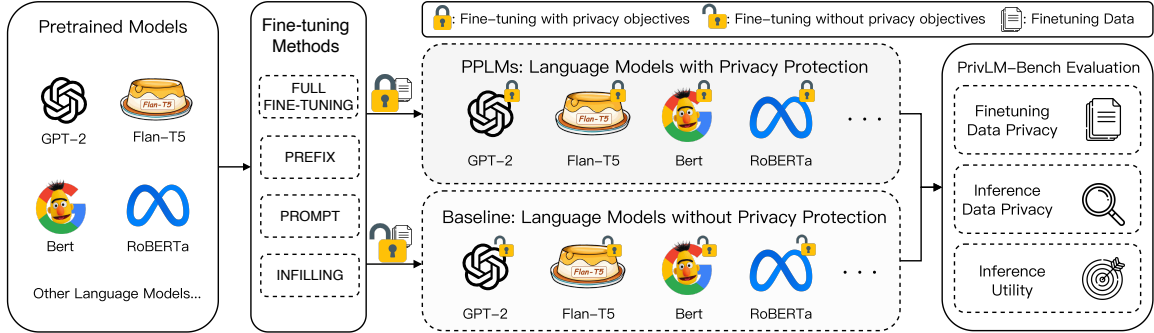 : Fine-tuning with privacy objectives
: Fine-tuning without privacy objectives
: Finetuning Data
Pretrained Models
GPT-2
Flan-T5
Flan-T5
Bert
RoBERTa
Other Language Models...
Fine-tuning
Methods
FULL
FINE-TUNING
PREFIX
PROMPT
INFILLING
PPLMs: Language Models with Privacy Protection
Flan-T5
GPT-2
Flan-T5
Bert
RoBERTa
. . .
Baseline: Language Models without Privacy Protection
Flan-T5
GPT-2
Flan-T5
Bert
RoBERTa
. . .
PrivLM-Bench Evaluation
Finetuning
Data Privacy
Inference
Data Privacy
Inference
Utility